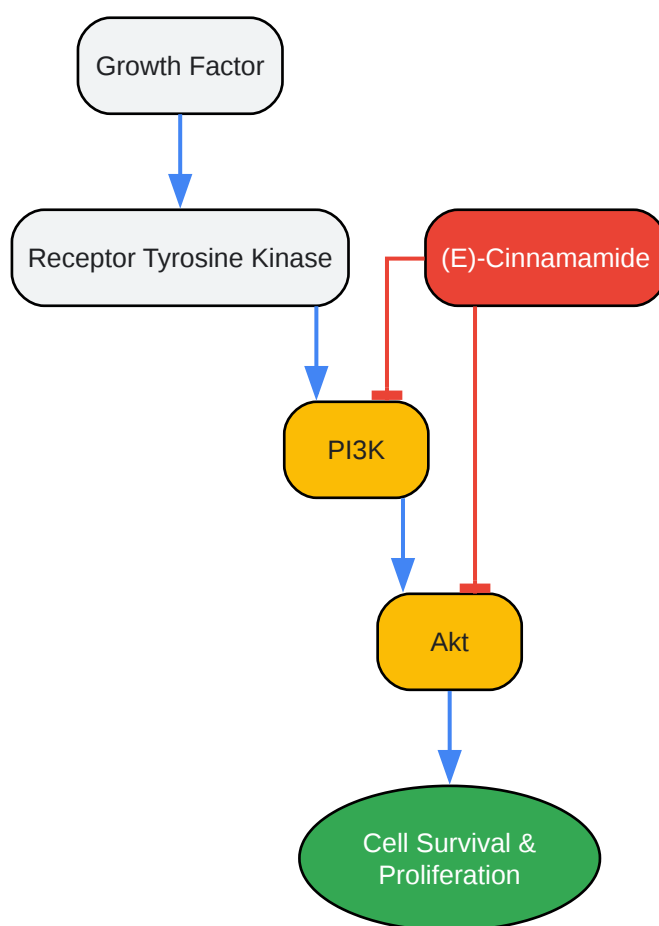 Growth Factor
Receptor Tyrosine Kinase
(E)-Cinnamamide
PI3K
Akt
Cell Survival &
Proliferation